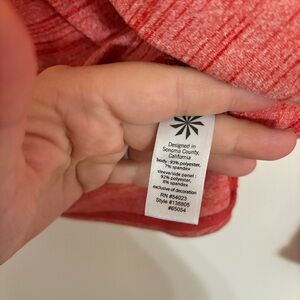 Designed in
Sonoma County,
California
body : 93% polyester,
7% spandex
sleeve/side panel :
92% polyester,
8% spandex
exclusive of decoration
RN #54023
Style #138805
#65054